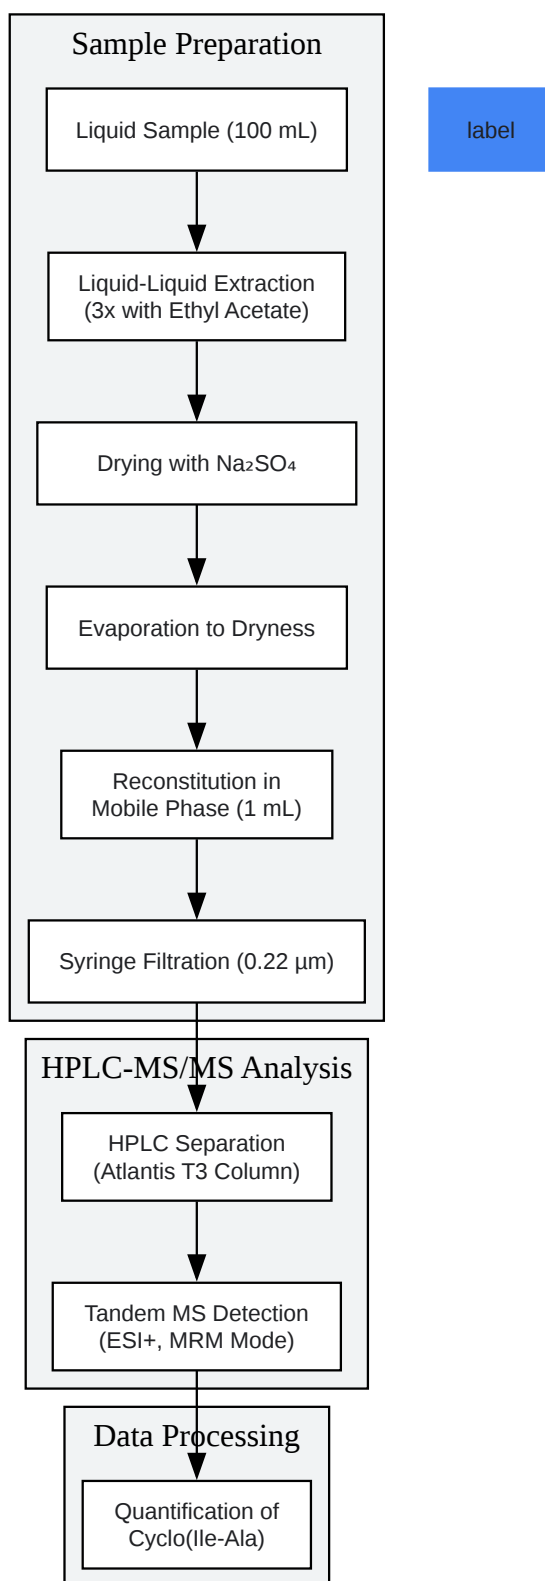 Sample Preparation
Liquid Sample (100 mL)
label
Liquid-Liquid Extraction
(3x with Ethyl Acetate)
Drying with Na₂SO₄
Evaporation to Dryness
Reconstitution in
Mobile Phase (1 mL)
Syringe Filtration (0.22 µm)
HPLC-MS/MS Analysis
HPLC Separation
(Atlantis T3 Column)
Tandem MS Detection
(ESI+, MRM Mode)
Data Processing
Quantification of
Cyclo(Ile-Ala)